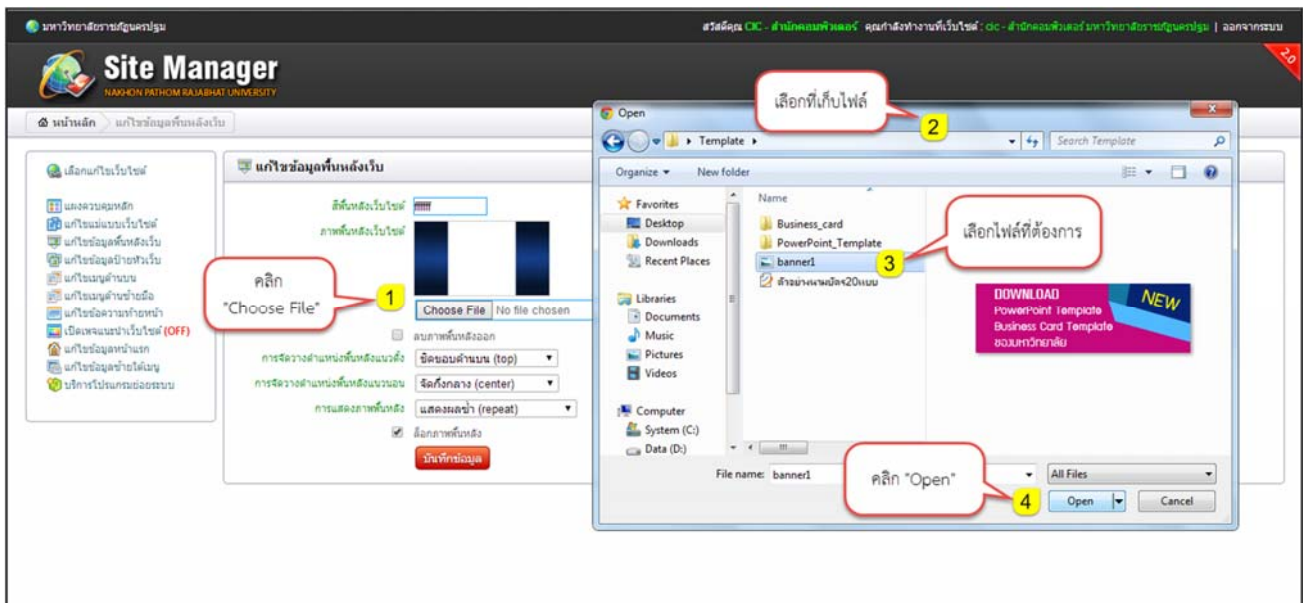 มหาวิทยาลัยราชภัฏนครปฐม
สวัสดีคุณ CIC - สำนักคอมพิวเตอร์ คุณกำลังทำงานที่เว็บไซต์ : cic - สำนักคอมพิวเตอร์ มหาวิทยาลัยราชภัฏนครปฐม | ออกจากระบบ
Site Manager
NAKHON PATHOM RAJABHAT UNIVERSITY
2.0
หน้าหลัก
แก้ไขข้อมูลพื้นหลังเว็บ
เลือกแก้ไขเว็บไซต์
แผงควบคุมหลัก
แก้ไขแม่แบบเว็บไซต์
แก้ไขข้อมูลพื้นหลังเว็บ
แก้ไขข้อมูลป้ายหัวเว็บ
แก้ไขเมนูด้านบน
แก้ไขเมนูด้านซ้ายมือ
แก้ไขข้อความท้ายหน้า
เปิดเพจแนะนำเว็บไซต์ (OFF)
แก้ไขข้อมูลหน้าแรก
แก้ไขข้อมูลซ้ายใต้เมนู
บริการโปรแกรมย่อยระบบ
แก้ไขข้อมูลพื้นหลังเว็บ
สีพื้นหลังเว็บไซต์ ffffff
ภาพพื้นหลังเว็บไซต์
คลิก
"Choose File"
1
Choose File No file chosen
ลบภาพพื้นหลังออก
การจัดวางตำแหน่งพื้นหลังแนวตั้ง ชิดขอบด้านบน (top)
การจัดวางตำแหน่งพื้นหลังแนวนอน จัดกึ่งกลาง (center)
การแสดงภาพพื้นหลัง แสดงผลซ้ำ (repeat)
ล็อกภาพพื้นหลัง
บันทึกข้อมูล
Open
เลือกที่เก็บไฟล์
2
Template
Search Template
Organize
New folder
Favorites
Desktop
Downloads
Recent Places
Libraries
Documents
Music
Pictures
Videos
Computer
System (C:)
Data (D:)
Name
Business_card
PowerPoint_Template
banner1
ตัวอย่างนามบัตร20แบบ
3
เลือกไฟล์ที่ต้องการ
DOWNLOAD
NEW
PowerPoint Template
Business Card Template
ของมหาวิทยาลัย
File name: banner1
All Files
คลิก "Open"
4
Open
Cancel